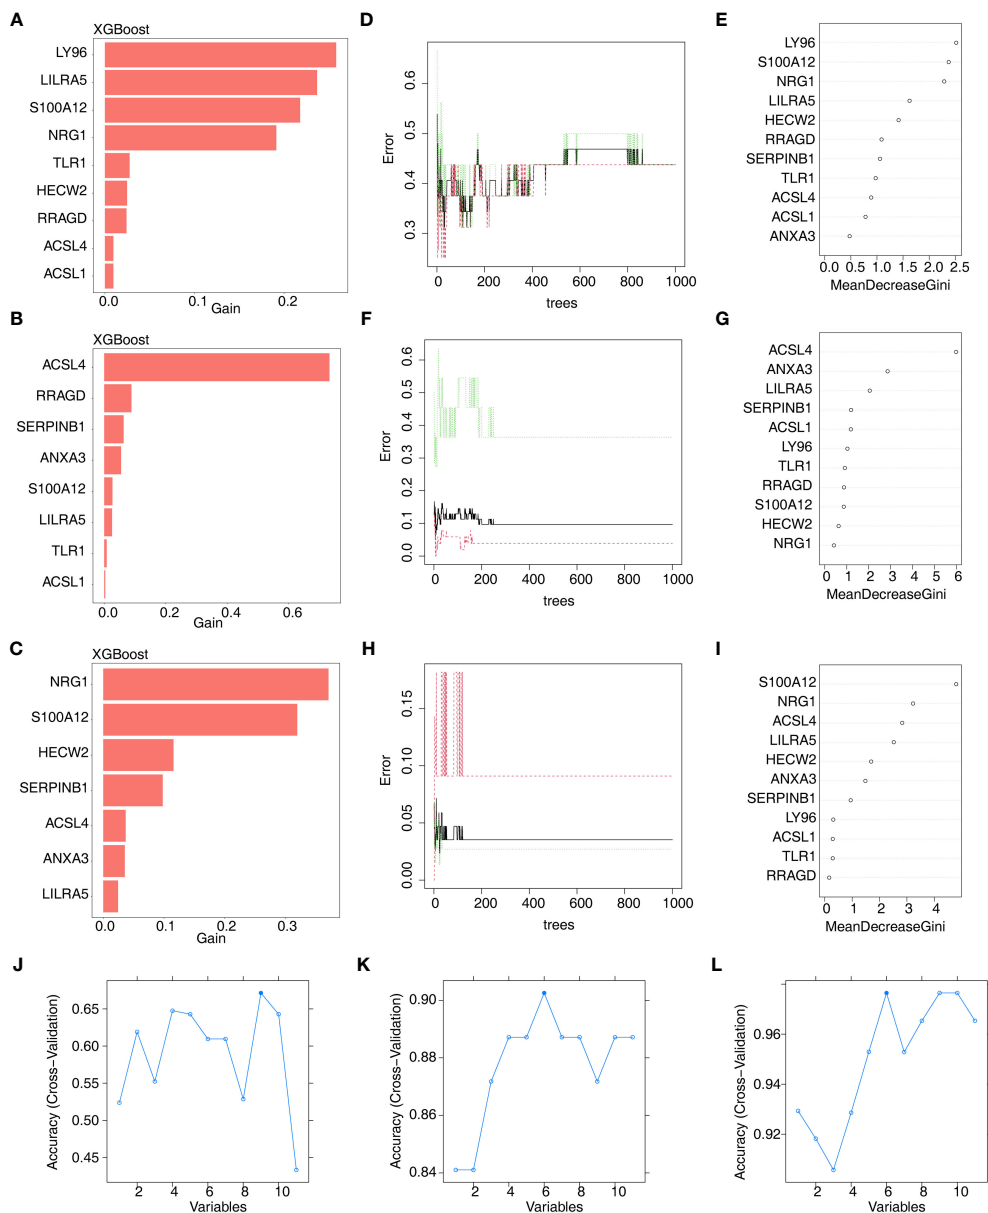 A
XGBoost
LY96
LILRA5
S100A12
NRG1
TLR1
HECW2
RRAGD
ACSL4
ACSL1
0.0 0.1 0.2
Gain
D
Error
0.3 0.4 0.5 0.6
0 200 400 600 800 1000
trees
E
LY96
S100A12
NRG1
LILRA5
HECW2
RRAGD
SERPINB1
TLR1
ACSL4
ACSL1
ANXA3
0.0 0.5 1.0 1.5 2.0 2.5
MeanDecreaseGini
B
XGBoost
ACSL4
RRAGD
SERPINB1
ANXA3
S100A12
LILRA5
TLR1
ACSL1
0.0 0.2 0.4 0.6
Gain
F
Error
0.0 0.1 0.2 0.3 0.4 0.5 0.6
0 200 400 600 800 1000
trees
G
ACSL4
ANXA3
LILRA5
SERPINB1
ACSL1
LY96
TLR1
RRAGD
S100A12
HECW2
NRG1
0 1 2 3 4 5 6
MeanDecreaseGini
C
XGBoost
NRG1
S100A12
HECW2
SERPINB1
ACSL4
ANXA3
LILRA5
0.0 0.1 0.2 0.3
Gain
H
Error
0.00 0.05 0.10 0.15
0 200 400 600 800 1000
trees
I
S100A12
NRG1
ACSL4
LILRA5
HECW2
ANXA3
SERPINB1
LY96
ACSL1
TLR1
RRAGD
0 1 2 3 4
MeanDecreaseGini
J
Accuracy (Cross−Validation)
0.65
0.60
0.55
0.50
0.45
2 4 6 8 10
Variables
K
Accuracy (Cross−Validation)
0.90
0.88
0.86
0.84
2 4 6 8 10
Variables
L
Accuracy (Cross−Validation)
0.96
0.94
0.92
2 4 6 8 10
Variables